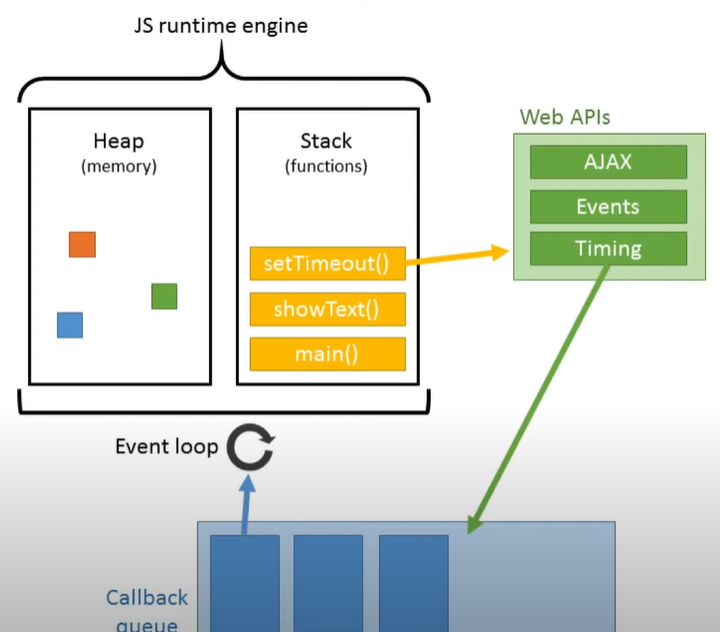 JS runtime engine
Heap
(memory)
Stack
(functions)
setTimeout()
showText()
main()
Web APIs
AJAX
Events
Timing
Event loop
Callback
queue